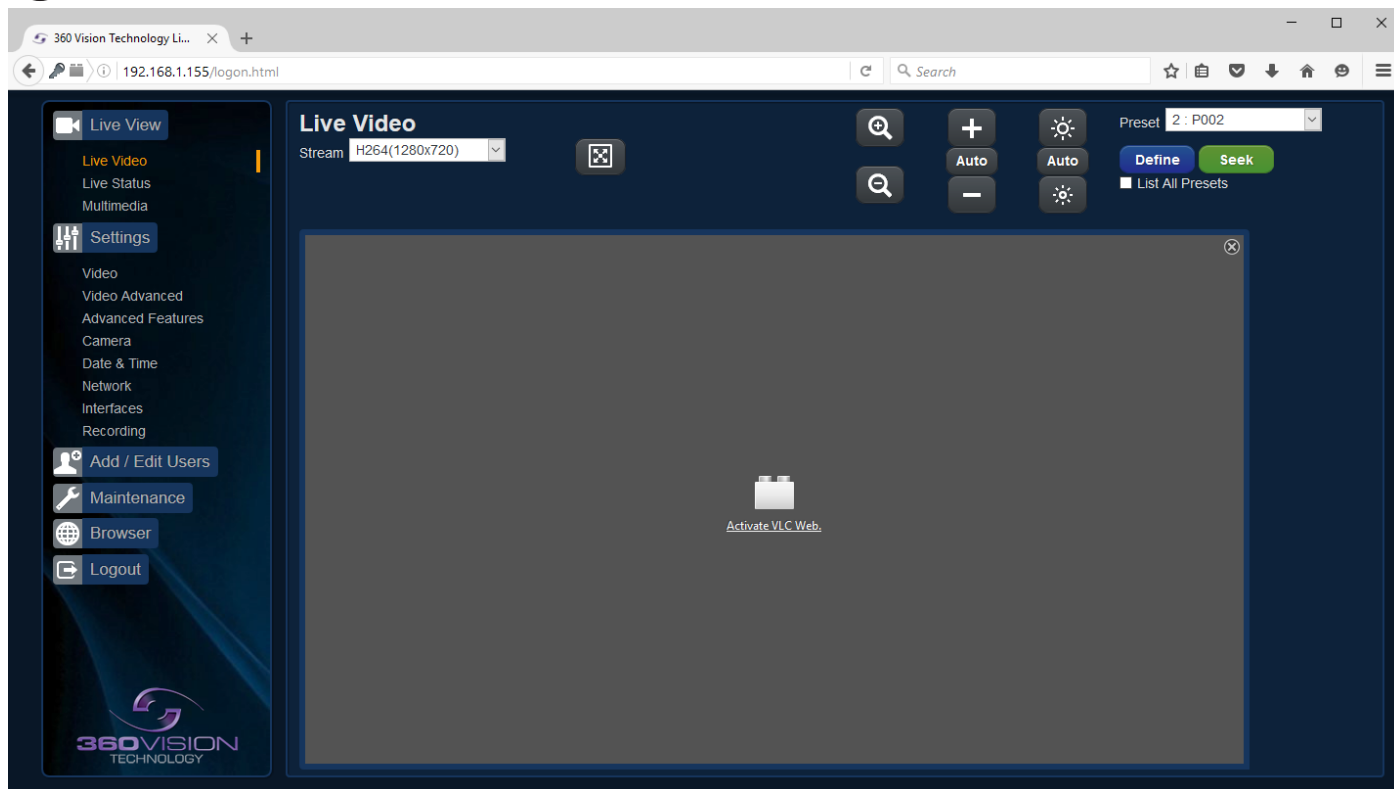 360 Vision Technology Li...
192.168.1.155/logon.html
Search
Live View
Live Video
Live Status
Multimedia
Settings
Video
Video Advanced
Advanced Features
Camera
Date & Time
Network
Interfaces
Recording
Add / Edit Users
Maintenance
Browser
Logout
360VISION
TECHNOLOGY
Live Video
Stream H264(1280x720)
Auto
Auto
Preset 2 : P002
Define Seek
List All Presets
Activate VLC Web.